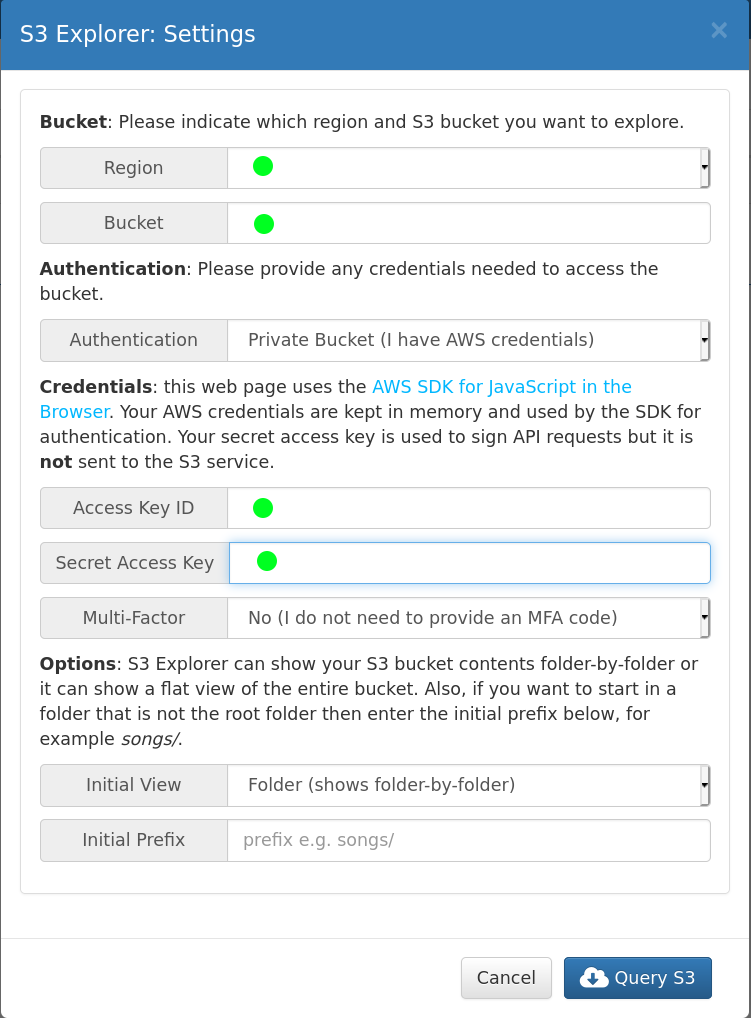 S3 Explorer: Settings
×
Bucket: Please indicate which region and S3 bucket you want to explore.
Region
Bucket
Authentication: Please provide any credentials needed to access the
bucket.
Authentication Private Bucket (I have AWS credentials)
Credentials: this web page uses the AWS SDK for JavaScript in the
Browser. Your AWS credentials are kept in memory and used by the SDK for
authentication. Your secret access key is used to sign API requests but it is
not sent to the S3 service.
Access Key ID
Secret Access Key
Multi-Factor No (I do not need to provide an MFA code)
Options: S3 Explorer can show your S3 bucket contents folder-by-folder or
it can show a flat view of the entire bucket. Also, if you want to start in a
folder that is not the root folder then enter the initial prefix below, for
example songs/.
Initial View Folder (shows folder-by-folder)
Initial Prefix prefix e.g. songs/
Cancel Query S3